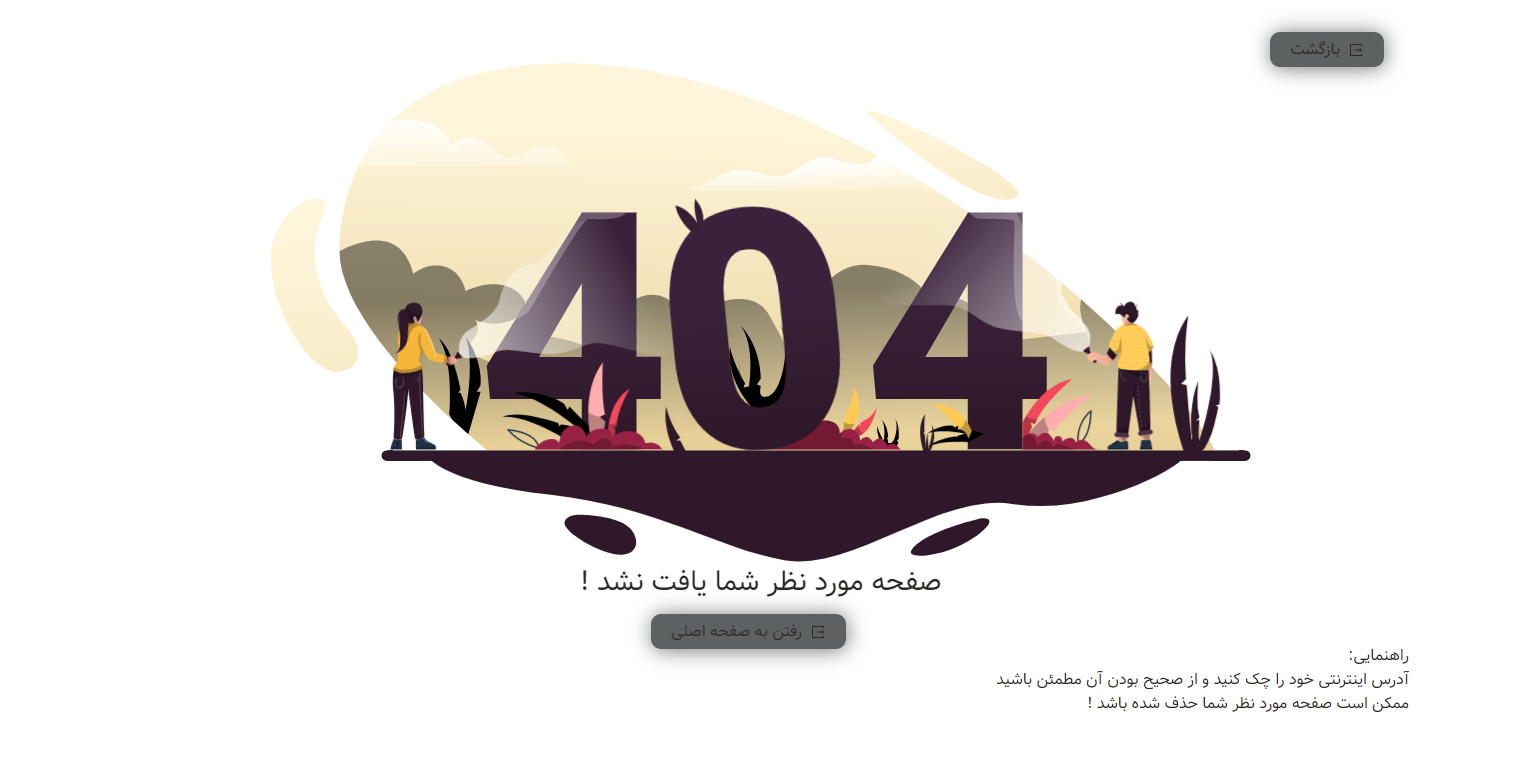 بازگشت
404
صفحه مورد نظر شما یافت نشد !
رفتن به صفحه اصلی
راهنمایی:
آدرس اینترنتی خود را چک کنید و از صحیح بودن آن مطمئن باشید
ممکن است صفحه مورد نظر شما حذف شده باشد !